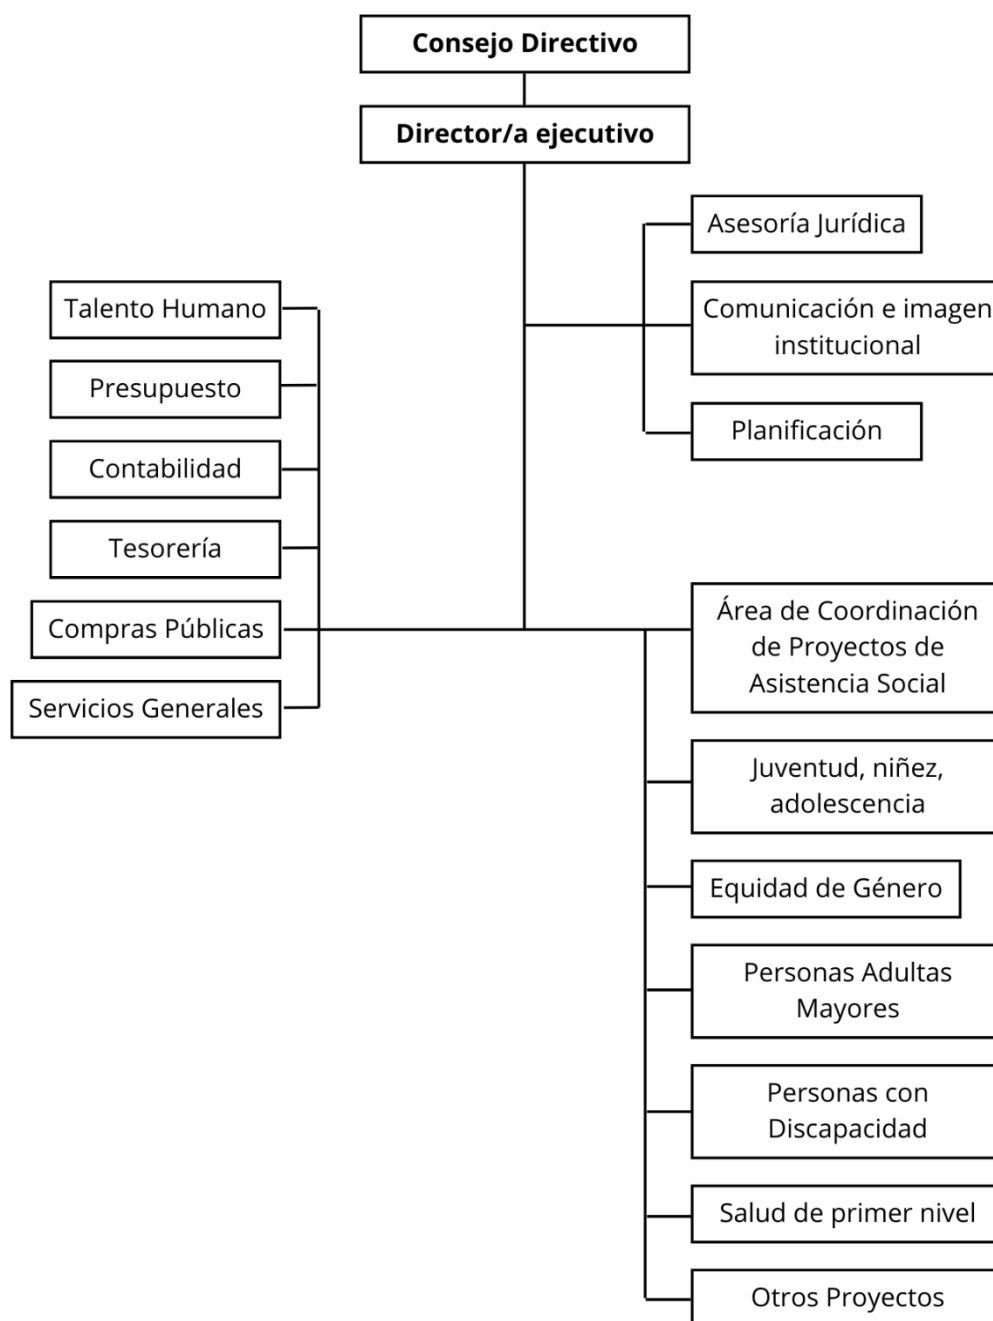 Consejo Directivo
Director/a ejecutivo
Asesoría Jurídica
Comunicación e imagen
institucional
Planificación
Talento Humano
Presupuesto
Contabilidad
Tesorería
Compras Públicas
Servicios Generales
Área de Coordinación
de Proyectos de
Asistencia Social
Juventud, niñez,
adolescencia
Equidad de Género
Personas Adultas
Mayores
Personas con
Discapacidad
Salud de primer nivel
Otros Proyectos